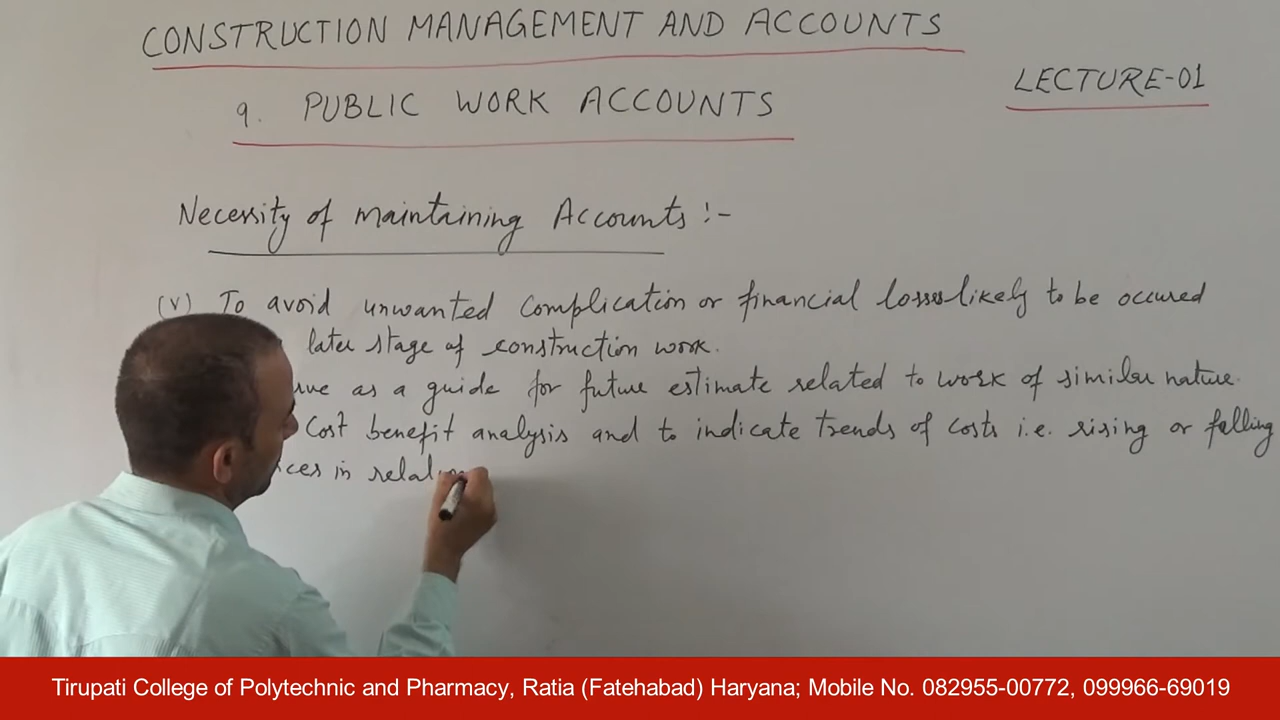 CONSTRUCTION MANAGEMENT AND ACCOUNTS
LECTURE-01
9. PUBLIC WORK ACCOUNTS
Necessity of maintaining Accounts :-
(v) To avoid unwanted complication or financial losses likely to be occured
later stage of construction work.
as a guide for future estimate related to work of similar nature.
Cost benefit analysis and to indicate trends of costs i.e. rising or falling
in
Tirupati College of Polytechnic and Pharmacy, Ratia (Fatehabad) Haryana; Mobile No. 082955-00772, 099966-69019